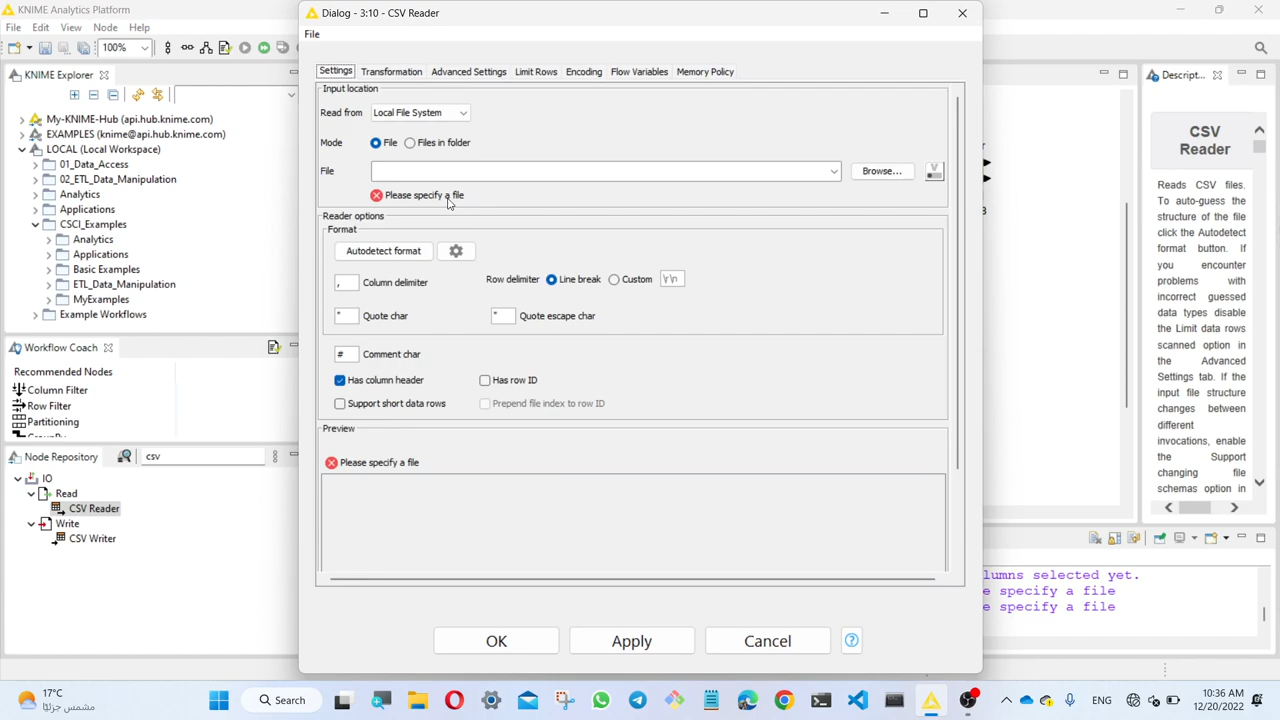 KNIME Analytics Platform
File Edit View Node Help
100%
KNIME Explorer
My-KNIME-Hub (api.hub.knime.com)
EXAMPLES (knime@api.hub.knime.com)
LOCAL (Local Workspace)
01_Data_Access
02_ETL_Data_Manipulation
Analytics
Applications
CSCI_Examples
Analytics
Applications
Basic Examples
ETL_Data_Manipulation
MyExamples
Example Workflows
Workflow Coach
Recommended Nodes
Column Filter
Row Filter
Partitioning
GroupBy
Node Repository
csv
IO
Read
CSV Reader
Write
CSV Writer
Dialog - 3:10 - CSV Reader
File
Settings Transformation Advanced Settings Limit Rows Encoding Flow Variables Memory Policy
Input location
Read from Local File System
Mode File Files in folder
File Browse...
Please specify a file
Reader options
Format
Autodetect format
, Column delimiter Row delimiter Line break Custom \r\n
" Quote char " Quote escape char
# Comment char
Has column header Has row ID
Support short data rows Prepend file index to row ID
Preview
Please specify a file
OK Apply Cancel ?
Descript...
CSV
Reader
Reads CSV files.
To auto-guess the
structure of the file
click the Autodetect
format button. If
you encounter
problems with
incorrect guessed
data types disable
the Limit data rows
scanned option in
the Advanced
Settings tab. If the
input file structure
changes between
different
invocations, enable
the Support
changing file
schemas option in
lumns selected yet.
e specify a file
e specify a file
17°C
مشمس جزئيًا
Search
ENG
10:36 AM
12/20/2022